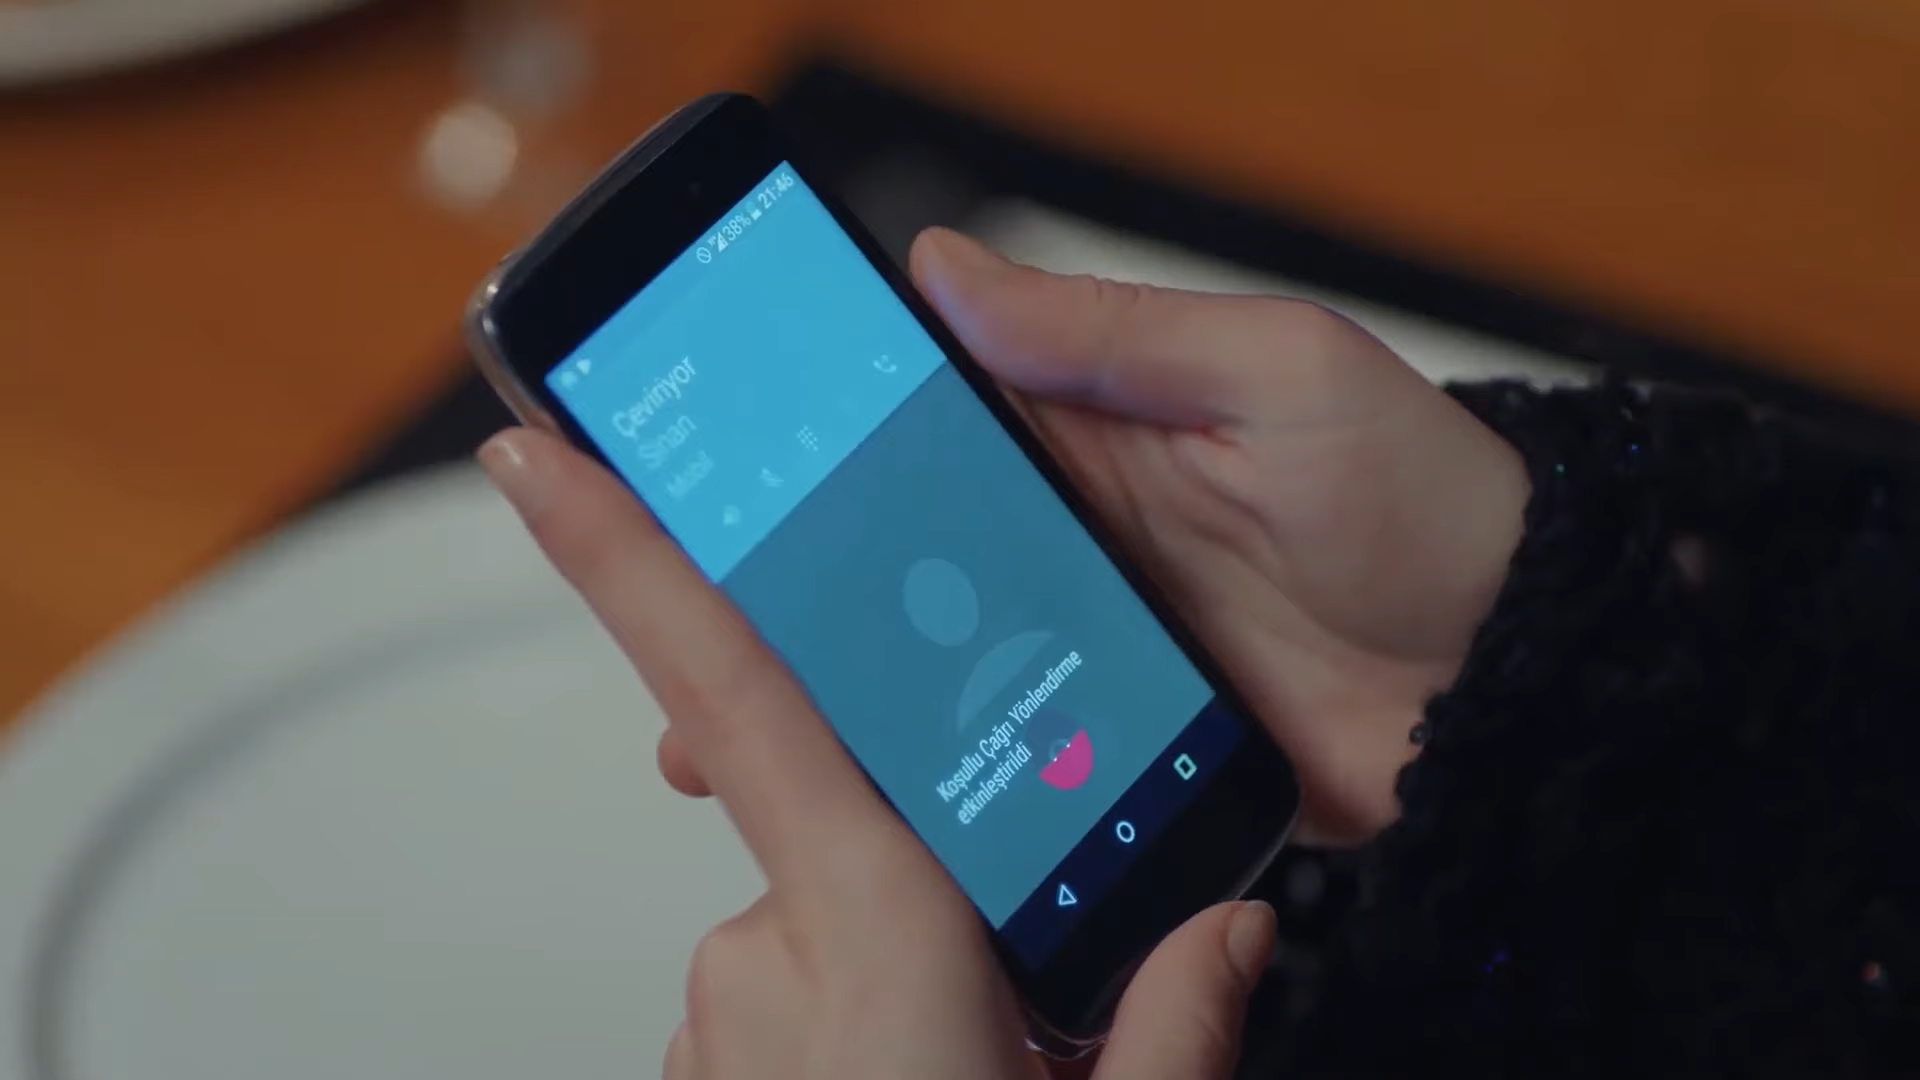 38% 21:46
Çeviriyor
Sinan
Mobil
Koşullu Çağrı Yönlendirme
etkinleştirildi